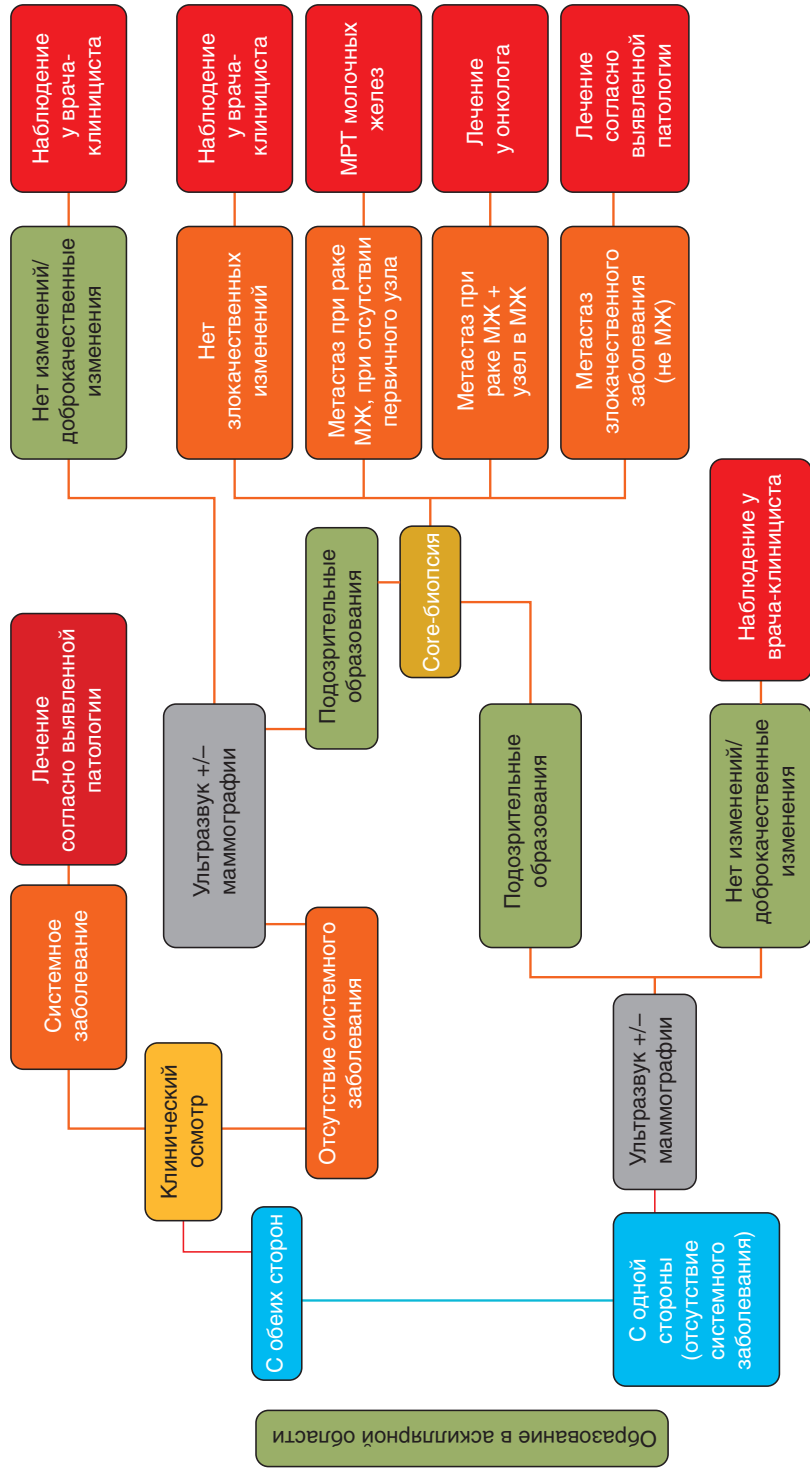 Образование в аскиллярной области
С обеих сторон
С одной
стороны
(отсутствие
системного
заболевания)
Клинический
осмотр
Системное
заболевание
Лечение
согласно выявленной
патологии
Отсутствие системного
заболевания
Ультразвук +/–
маммографии
Нет изменений/
доброкачественные
изменения
Наблюдение
у врача-
клинициста
Подозрительные
образования
Core-биопсия
Нет
злокачественных
изменений
Наблюдение
у врача-
клинициста
Метастаз при раке
МЖ, при отсутствии
первичного узла
МРТ молочных
желез
Метастаз при
раке МЖ +
узел в МЖ
Лечение
у онколога
Метастаз
злокачественного
заболевания
(не МЖ)
Лечение
согласно
выявленной
патологии
Ультразвук +/–
маммографии
Подозрительные
образования
Нет изменений/
доброкачественные
изменения
Наблюдение у
врача-клинициста